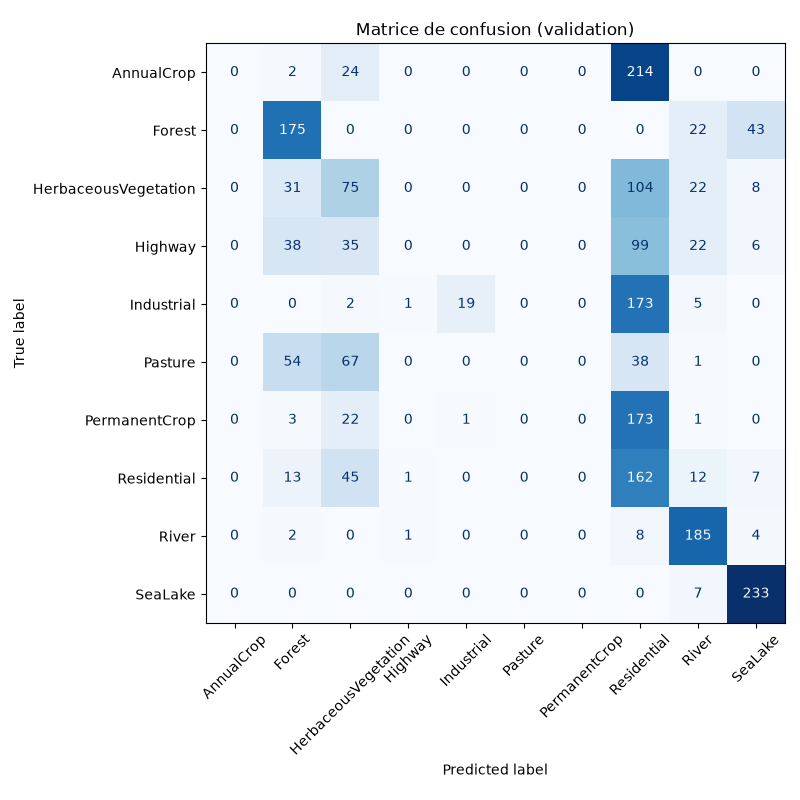 Matrice de confusion (validation)
AnnualCrop 0 2 24 0 0 0 0 214 0 0
Forest 0 175 0 0 0 0 0 0 22 43
HerbaceousVegetation 0 31 75 0 0 0 0 104 22 8
Highway 0 38 35 0 0 0 0 99 22 6
Industrial 0 0 2 1 19 0 0 173 5 0
Pasture 0 54 67 0 0 0 0 38 1 0
PermanentCrop 0 3 22 0 1 0 0 173 1 0
Residential 0 13 45 1 0 0 0 162 12 7
River 0 2 0 1 0 0 0 8 185 4
SeaLake 0 0 0 0 0 0 0 0 7 233
True label
AnnualCrop Forest HerbaceousVegetation Highway Industrial Pasture PermanentCrop Residential River SeaLake
Predicted label